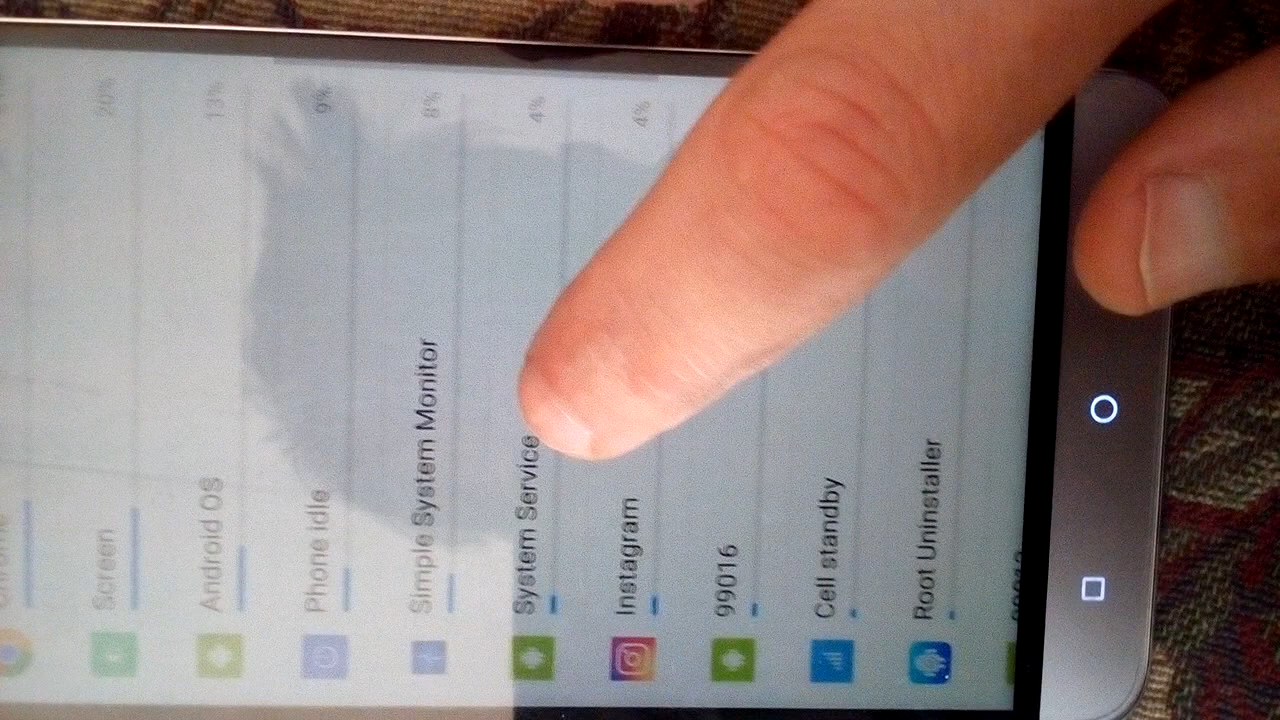 Chrome
Screen 20%
Android OS 13%
Phone idle 9%
Simple System Monitor 8%
System Service 4%
Instagram 4%
99016
Cell standby
Root Uninstaller